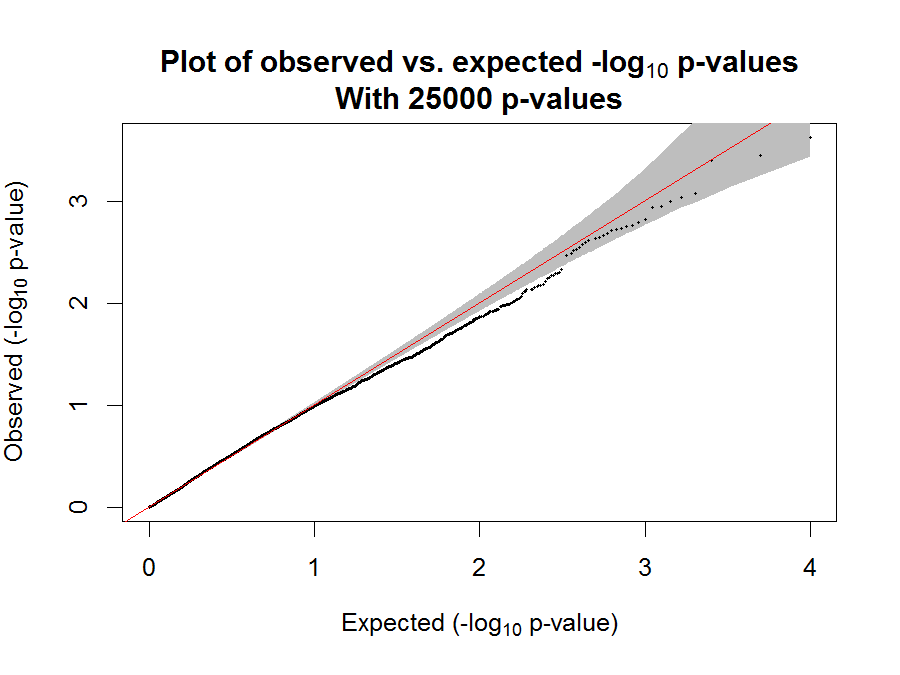 Plot of observed vs. expected -log10 p-values
With 25000 p-values
Observed (-log10 p-value)
3
2
1
0
0 1 2 3 4
Expected (-log10 p-value)